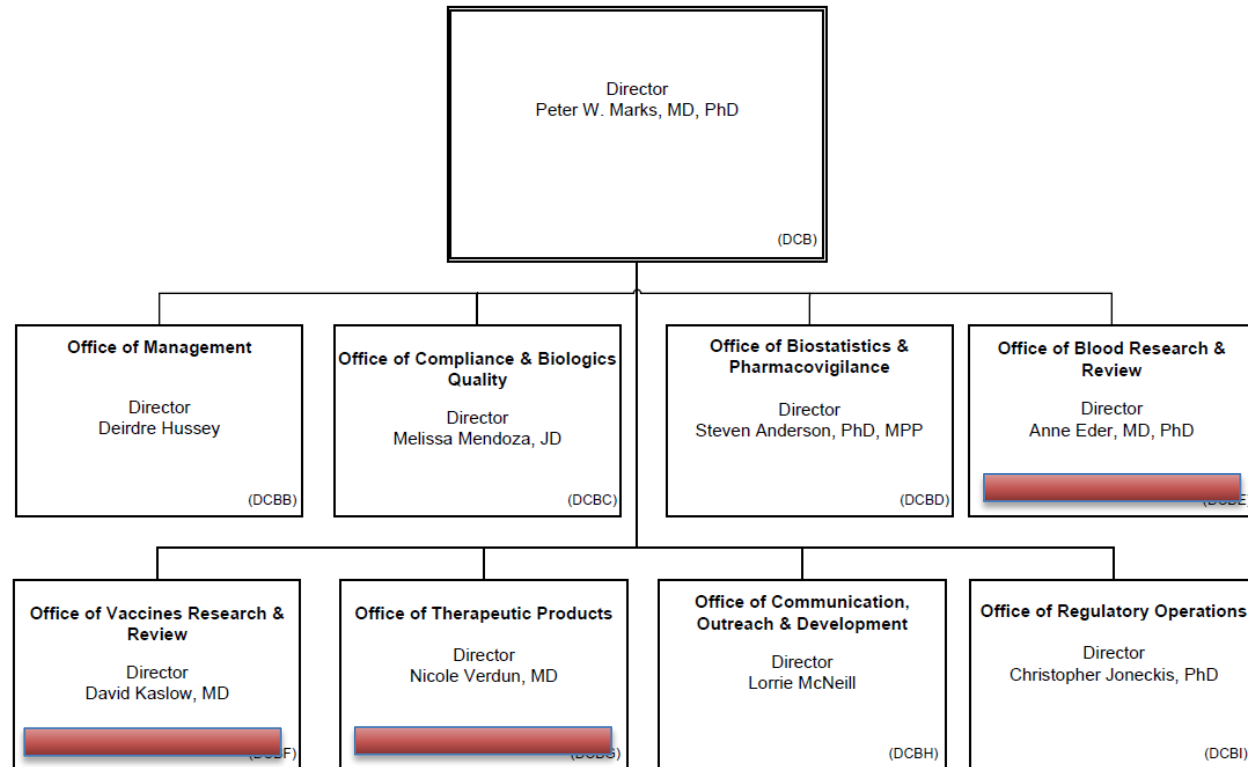 Director
Peter W. Marks, MD, PhD
(DCB)
Office of Management
Director
Deirdre Hussey
(DCBB)
Office of Compliance & Biologics
Quality
Director
Melissa Mendoza, JD
(DCBC)
Office of Biostatistics &
Pharmacovigilance
Director
Steven Anderson, PhD, MPP
(DCBD)
Office of Blood Research &
Review
Director
Anne Eder, MD, PhD
Office of Vaccines Research &
Review
Director
David Kaslow, MD
(DCBF)
Office of Therapeutic Products
Director
Nicole Verdun, MD
(DCBG)
Office of Communication,
Outreach & Development
Director
Lorrie McNeill
(DCBH)
Office of Regulatory Operations
Director
Christopher Joneckis, PhD
(DCBI)